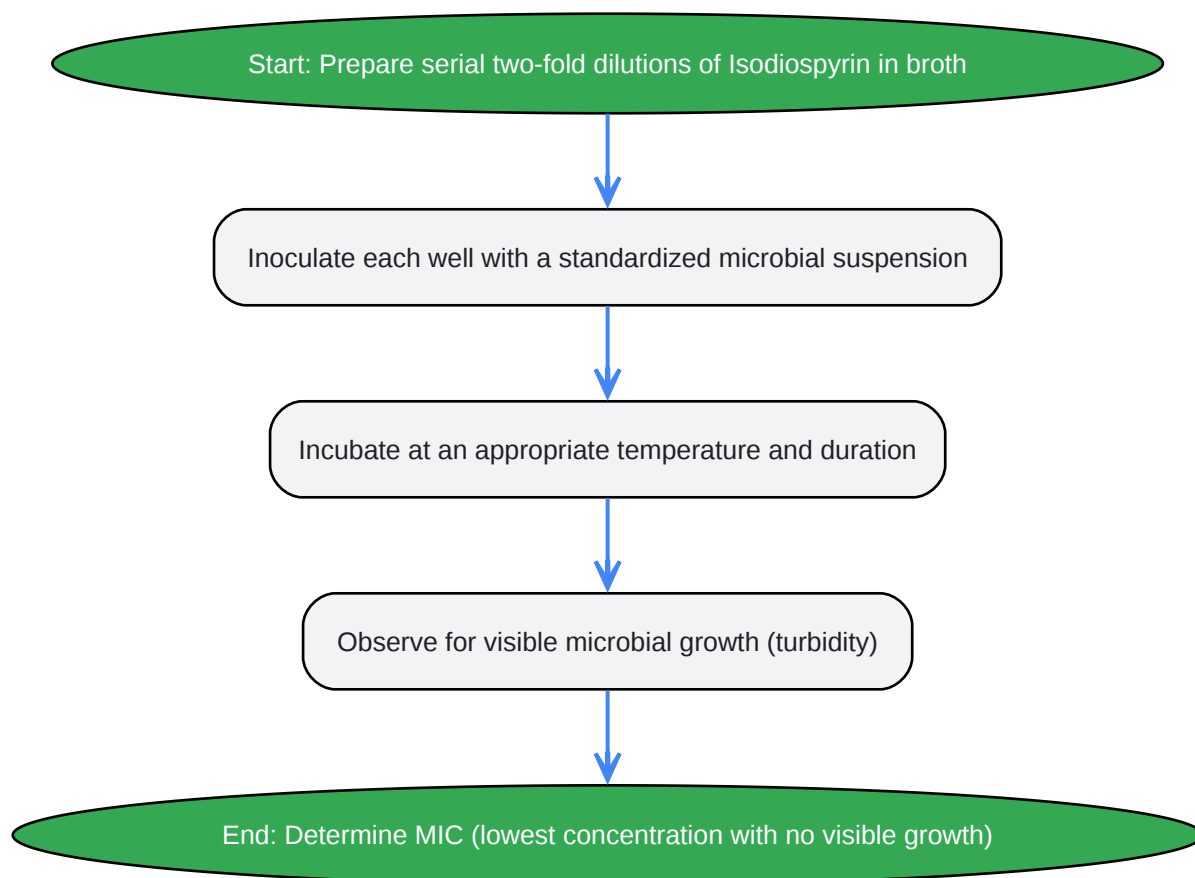 Start: Prepare serial two-fold dilutions of Isodiospyrin in broth
Inoculate each well with a standardized microbial suspension
Incubate at an appropriate temperature and duration
Observe for visible microbial growth (turbidity)
End: Determine MIC (lowest concentration with no visible growth)